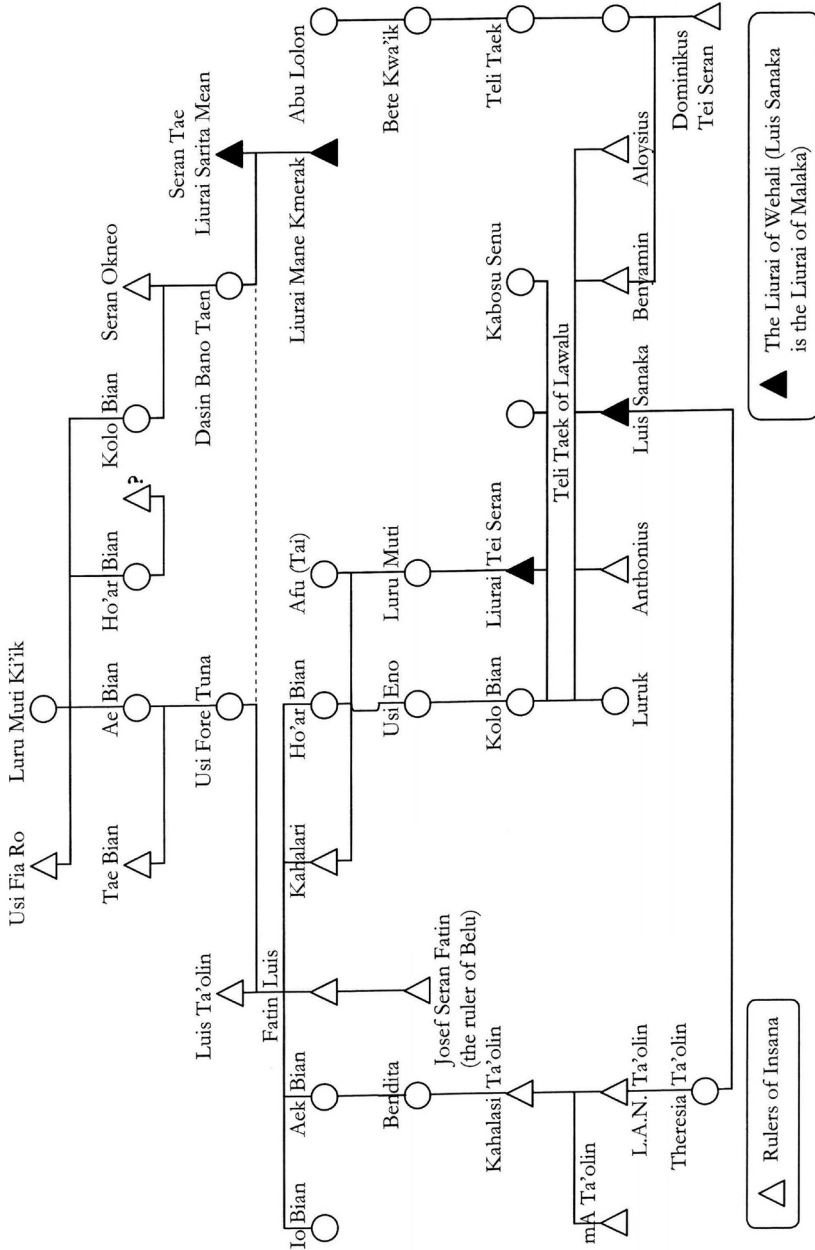 Usi Fia Ro
Luru Muti Ki'ik
Tae Bian
Ae Bian
Ho'ar Bian
?
Kolo Bian
Seran Okneo
Luis Ta'olin
Usi Fore Tuna
Dasin Bano Taen
Seran Tae
Liurai Sarita Mean
Fatin Luis
Io Bian
Aek Bian
Kahalari
Ho'ar Bian
Afu (Tai)
Liurai Mane Kmerak
Abu Lolon
Bendita
Josef Seran Fatin
(the ruler of Belu)
Usi Eno
Luru Muti
Bete Kwa'ik
Kahalasi Ta'olin
Kolo Bian
Liurai Tei Seran
Kabosu Senu
Teli Taek
Teli Taek of Lawalu
mA Ta'olin
L.A.N. Ta'olin
Luruk
Anthonius
Luis Sanaka
Benyamin
Aloysius
Theresia Ta'olin
Dominikus
Tei Seran
Rulers of Insana
The Liurai of Wehali (Luis Sanaka
is the Liurai of Malaka)